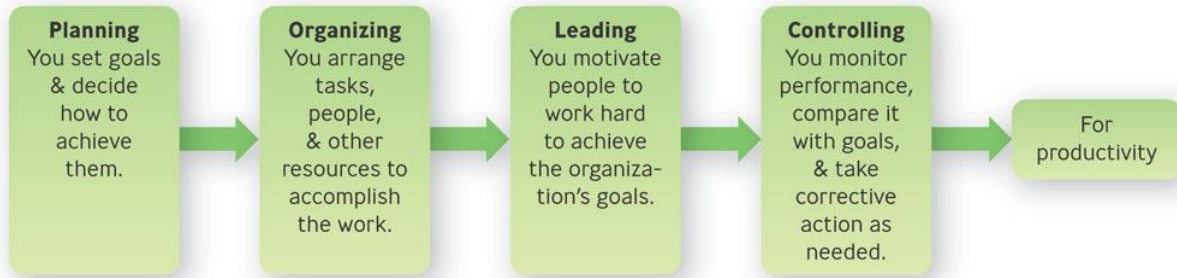 Planning
You set goals
& decide
how to
achieve
them.
Organizing
You arrange
tasks,
people,
& other
resources to
accomplish
the work.
Leading
You motivate
people to
work hard
to achieve
the organiza-
tion's goals.
Controlling
You monitor
performance,
compare it
with goals,
& take
corrective
action as
needed.
For
productivity